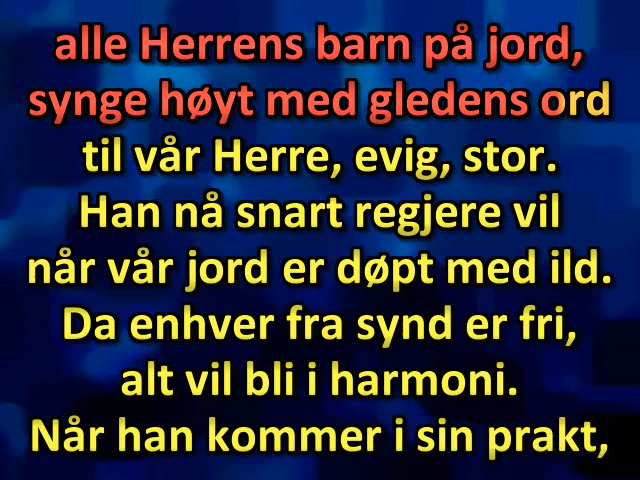 alle Herrens barn på jord,
synge høyt med gledens ord
til vår Herre, evig, stor.
Han nå snart regjere vil
når vår jord er døpt med ild.
Da enhver fra synd er fri,
alt vil bli i harmoni.
Når han kommer i sin prakt,